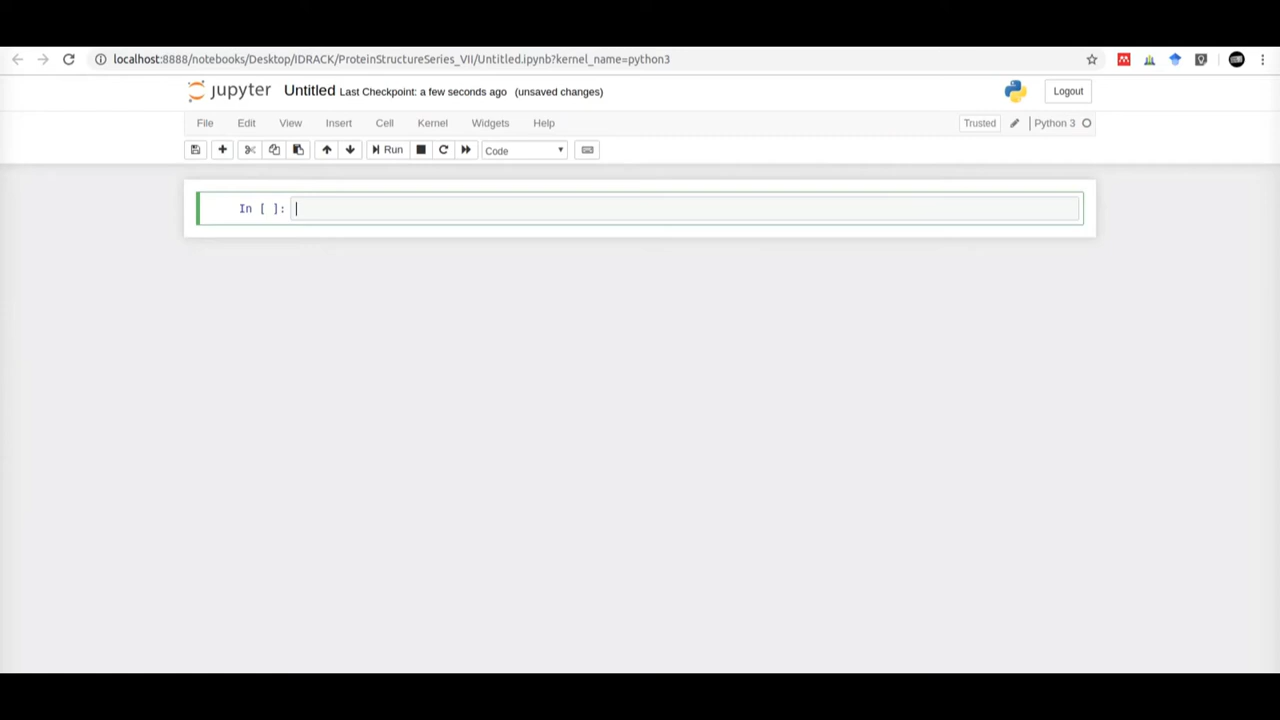 localhost:8888/notebooks/Desktop/IDRACK/ProteinStructureSeries_VII/Untitled.ipynb?kernel_name=python3
jupyter Untitled Last Checkpoint: a few seconds ago (unsaved changes) Logout
File Edit View Insert Cell Kernel Widgets Help Trusted Python 3
Run Code
In [ ]: